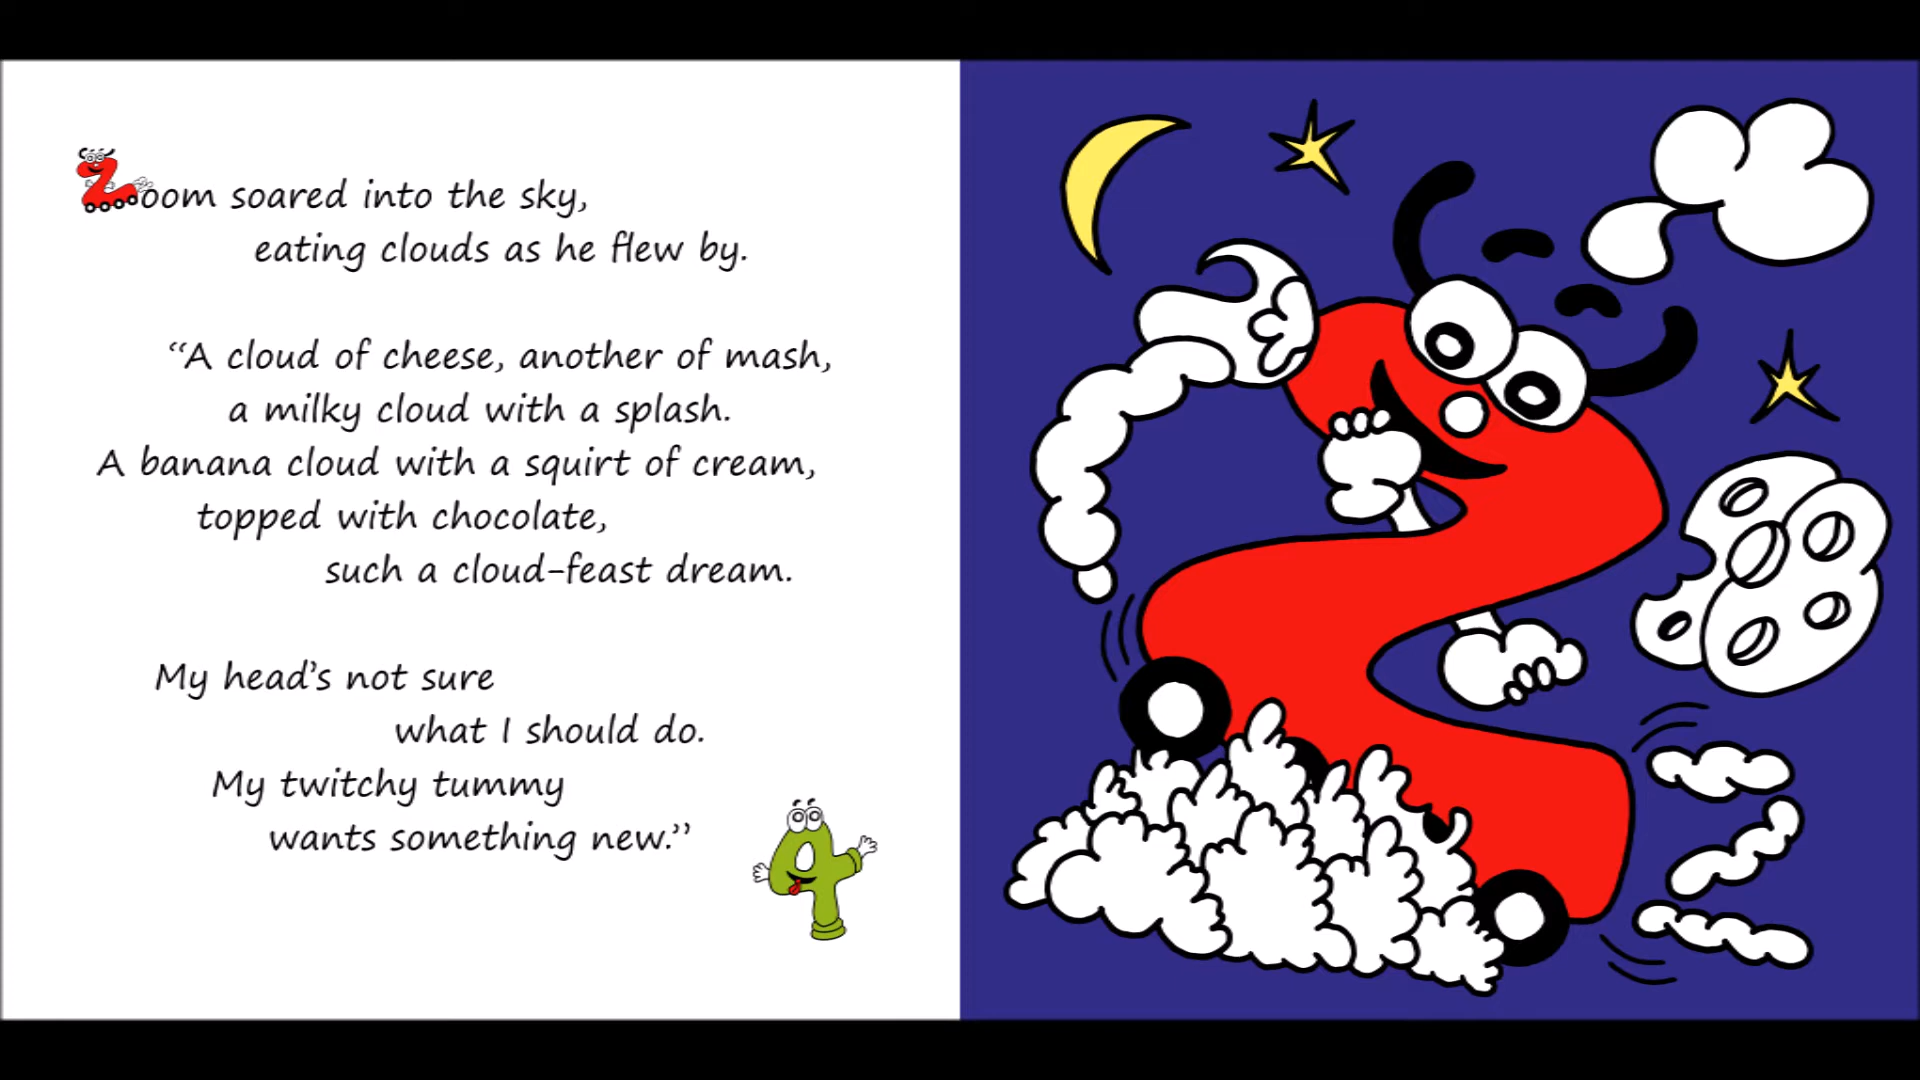 Zoom soared into the sky,
eating clouds as he flew by.
“A cloud of cheese, another of mash,
a milky cloud with a splash.
A banana cloud with a squirt of cream,
topped with chocolate,
such a cloud-feast dream.
My head’s not sure
what I should do.
My twitchy tummy
wants something new.”
4